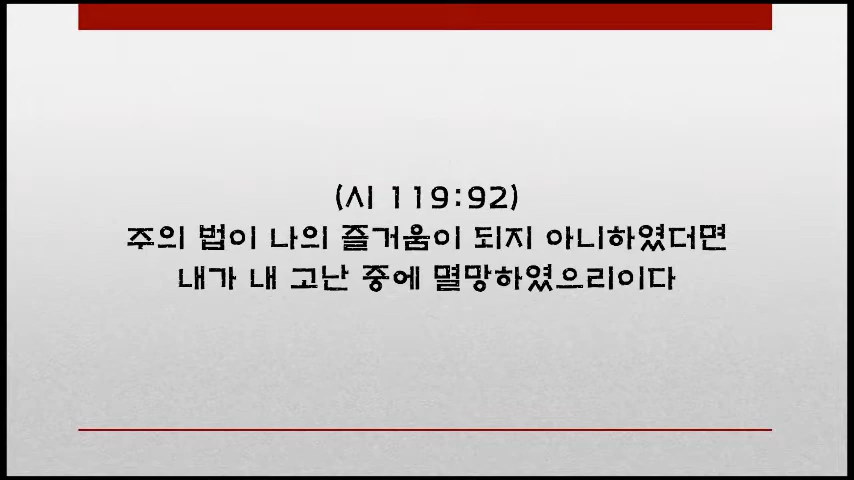 (시 119:92)
주의 법이 나의 즐거움이 되지 아니하였더면
내가 내 고난 중에 멸망하였으리이다